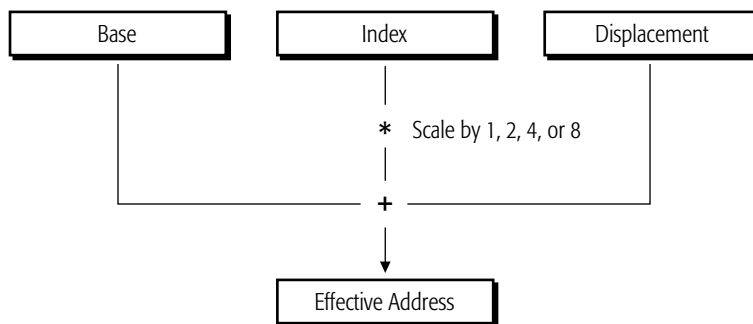 Base Index Displacement
* Scale by 1, 2, 4, or 8
+
Effective Address